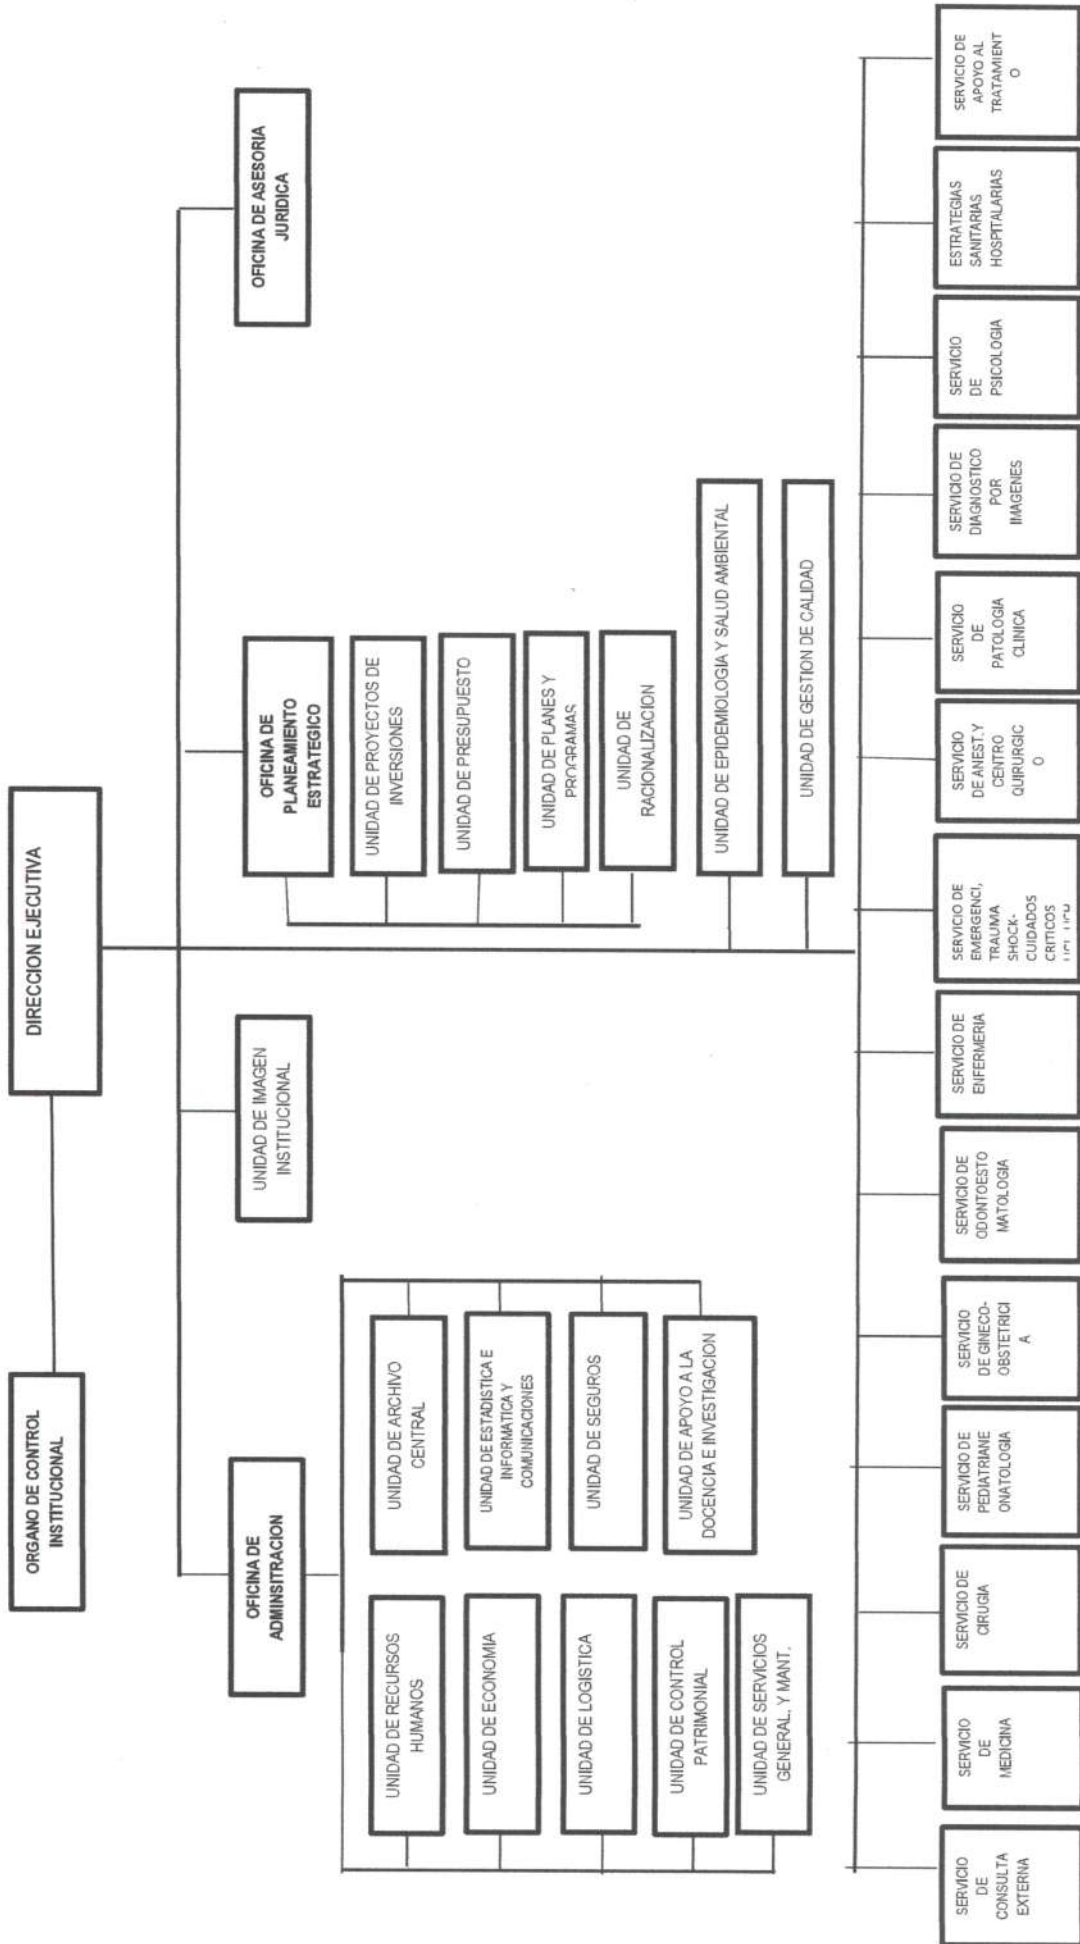 DIRECCION EJECUTIVA
ORGANO DE CONTROL
INSTITUCIONAL
OFICINA DE
ADMINSITRACION
UNIDAD DE IMAGEN
INSTITUCIONAL
OFICINA DE
PLANEAMIENTO
ESTRATEGICO
OFICINA DE ASESORIA
JURIDICA
UNIDAD DE RECURSOS
HUMANOS
UNIDAD DE ECONOMIA
UNIDAD DE LOGISTICA
UNIDAD DE CONTROL
PATRIMONIAL
UNIDAD DE SERVICIOS
GENERAL, Y MANT.
UNIDAD DE ARCHIVO
CENTRAL
UNIDAD DE ESTADISTICA E
INFORMATICA Y
COMUNICACIONES
UNIDAD DE SEGUROS
UNIDAD DE APOYO A LA
DOCENCIA E INVESTIGACION
UNIDAD DE PROYECTOS DE
INVERSIONES
UNIDAD DE PRESUPUESTO
UNIDAD DE PLANES Y
PROGRAMAS
UNIDAD DE
RACIONALIZACION
UNIDAD DE EPIDEMIOLOGIA Y SALUD AMBIENTAL
UNIDAD DE GESTION DE CALIDAD
SERVICIO
DE
CONSULTA
EXTERNA
SERVICIO
DE
MEDICINA
SERVICIO DE
CIRUGIA
SERVICIO DE
PEDIATRIANE
ONATOLOGIA
SERVICIO
DE GINECO-
OBSTETRICI
A
SERVICIO DE
ODONTOESTO
MATOLOGIA
SERVICIO DE
ENFERMERIA
SERVICIO DE
EMERGENCI,
TRAUMA
SHOCK-
CUIDADOS
CRITICOS
SERVICIO
DE ANEST.Y
CENTRO
QUIRURGIC
O
SERVICIO
DE
PATOLOGIA
CLINICA
SERVICIO DE
DIAGNOSTICO
POR
IMAGENES
SERVICIO
DE
PSICOLOGIA
ESTRATEGIAS
SANITARIAS
HOSPITALARIAS
SERVICIO DE
APOYO AL
TRATAMIENT
O